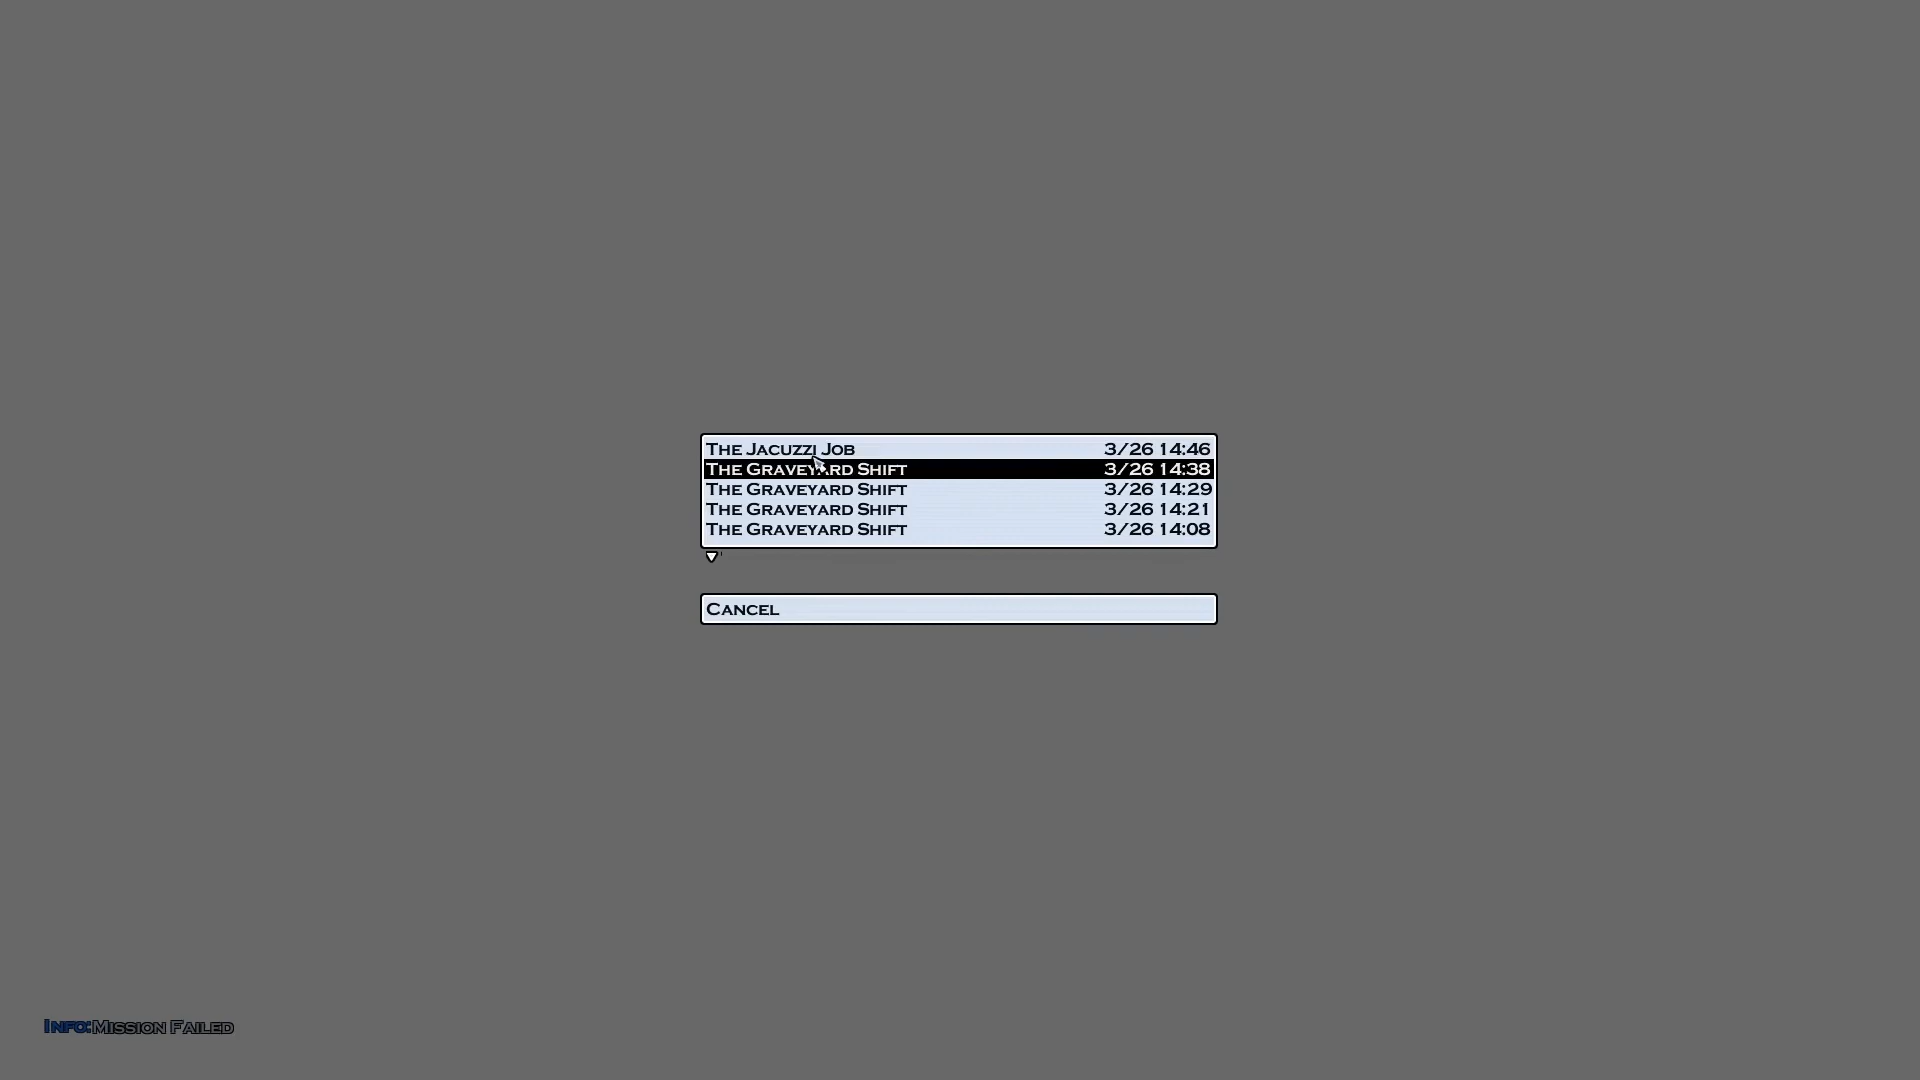 The Jacuzzi Job 3/26 14:46
The Graveyard Shift 3/26 14:38
The Graveyard Shift 3/26 14:29
The Graveyard Shift 3/26 14:21
The Graveyard Shift 3/26 14:08
Cancel
Info:Mission Failed